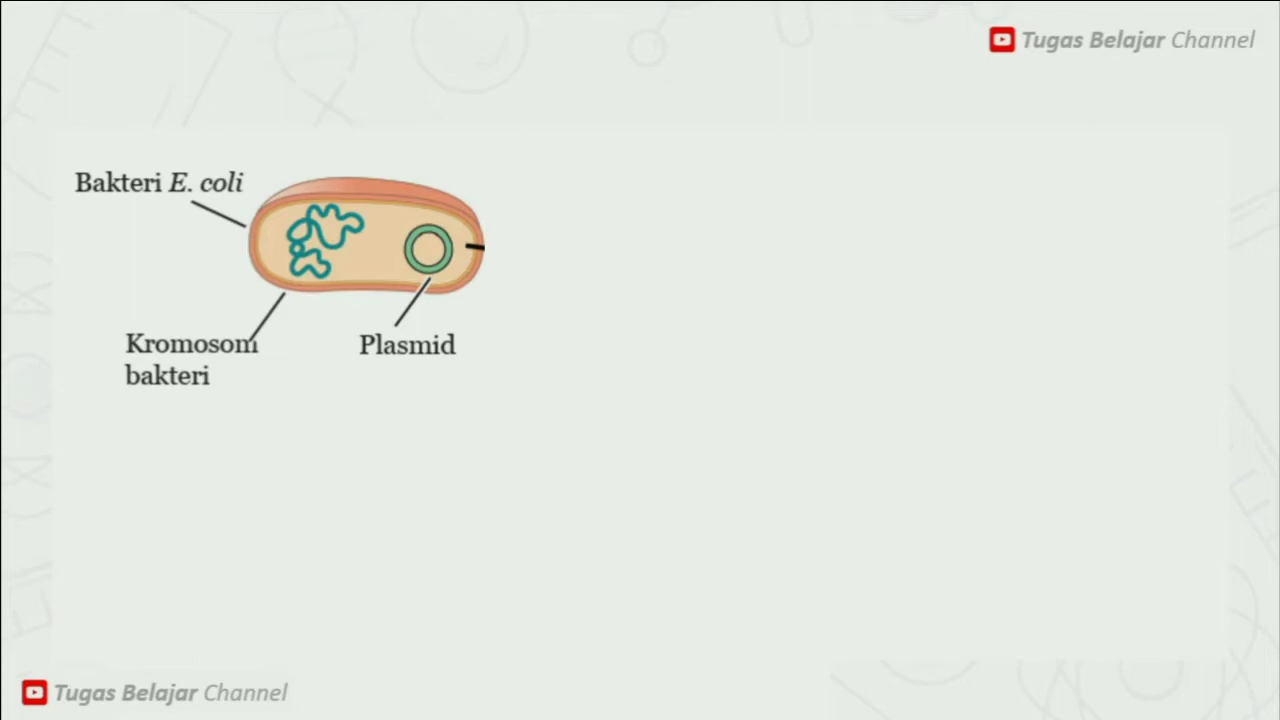 Tugas Belajar Channel
Bakteri E. coli
Kromosom
bakteri
Plasmid
Tugas Belajar Channel